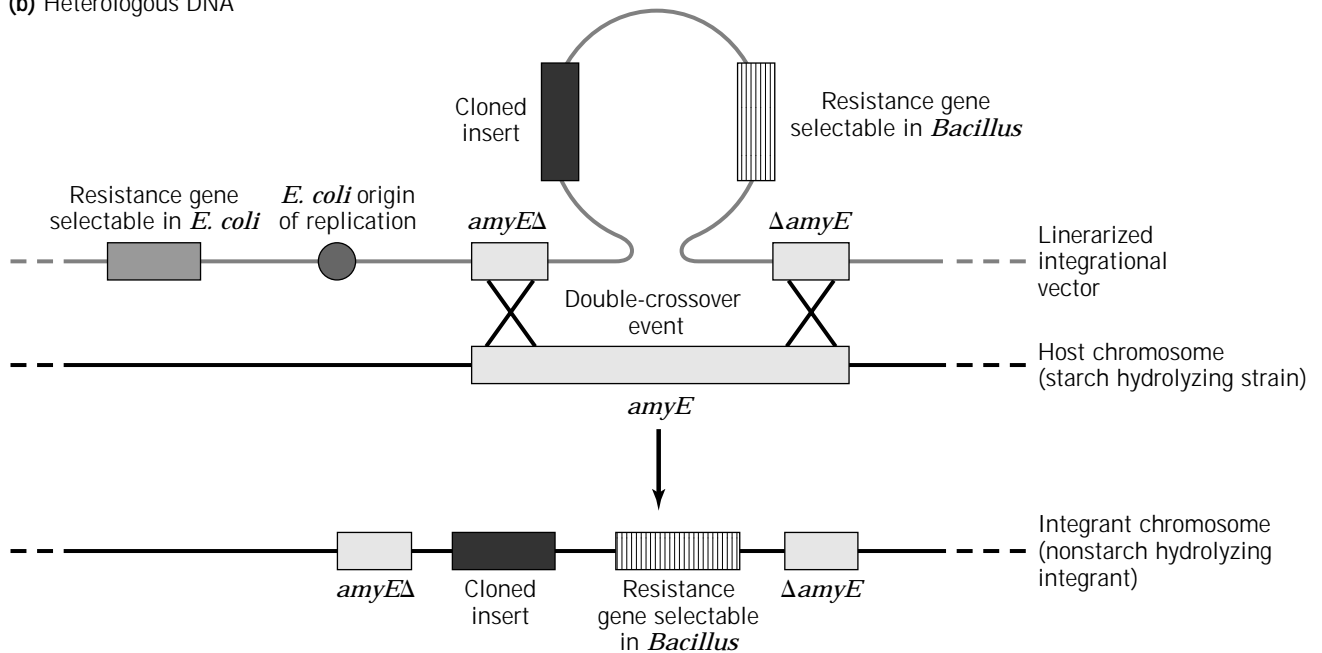 (b) Heterologous DNA
Cloned
insert
Resistance gene
selectable in Bacillus
Resistance gene
selectable in E. coli
E. coli origin
of replication
amyEΔ
ΔamyE
Linerarized
integrational
vector
Double-crossover
event
Host chromosome
(starch hydrolyzing strain)
amyE
Integrant chromosome
(nonstarch hydrolyzing
integrant)
amyEΔ
Cloned
insert
Resistance
gene selectable
in Bacillus
ΔamyE